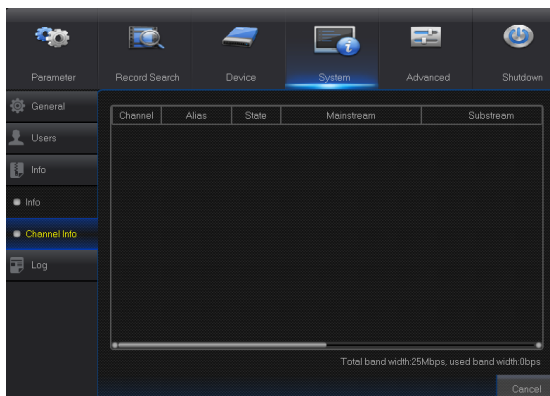 Parameter Record Search Device System Advanced Shutdown
General
Channel Alias State Mainstream Substream
Users
Info
Info
Channel Info
Log
Total band width:25Mbps, used band width:0bps
Cancel